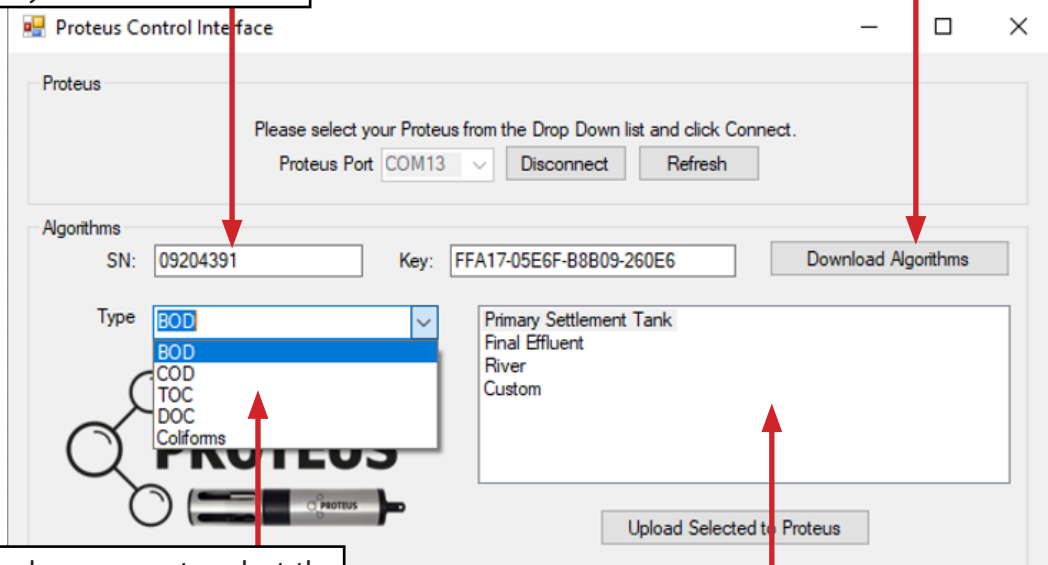 Proteus Control Interface
Proteus
Please select your Proteus from the Drop Down list and click Connect.
Proteus Port COM13 Disconnect Refresh
Algorithms
SN: 09204391 Key: FFA17-05E6F-B8B09-260E6 Download Algorithms
Type BOD
BOD
COD
TOC
DOC
Coliforms
Primary Settlement Tank
Final Effluent
River
Custom
PROTEUS
PROTEUS
Upload Selected to Proteus
select the